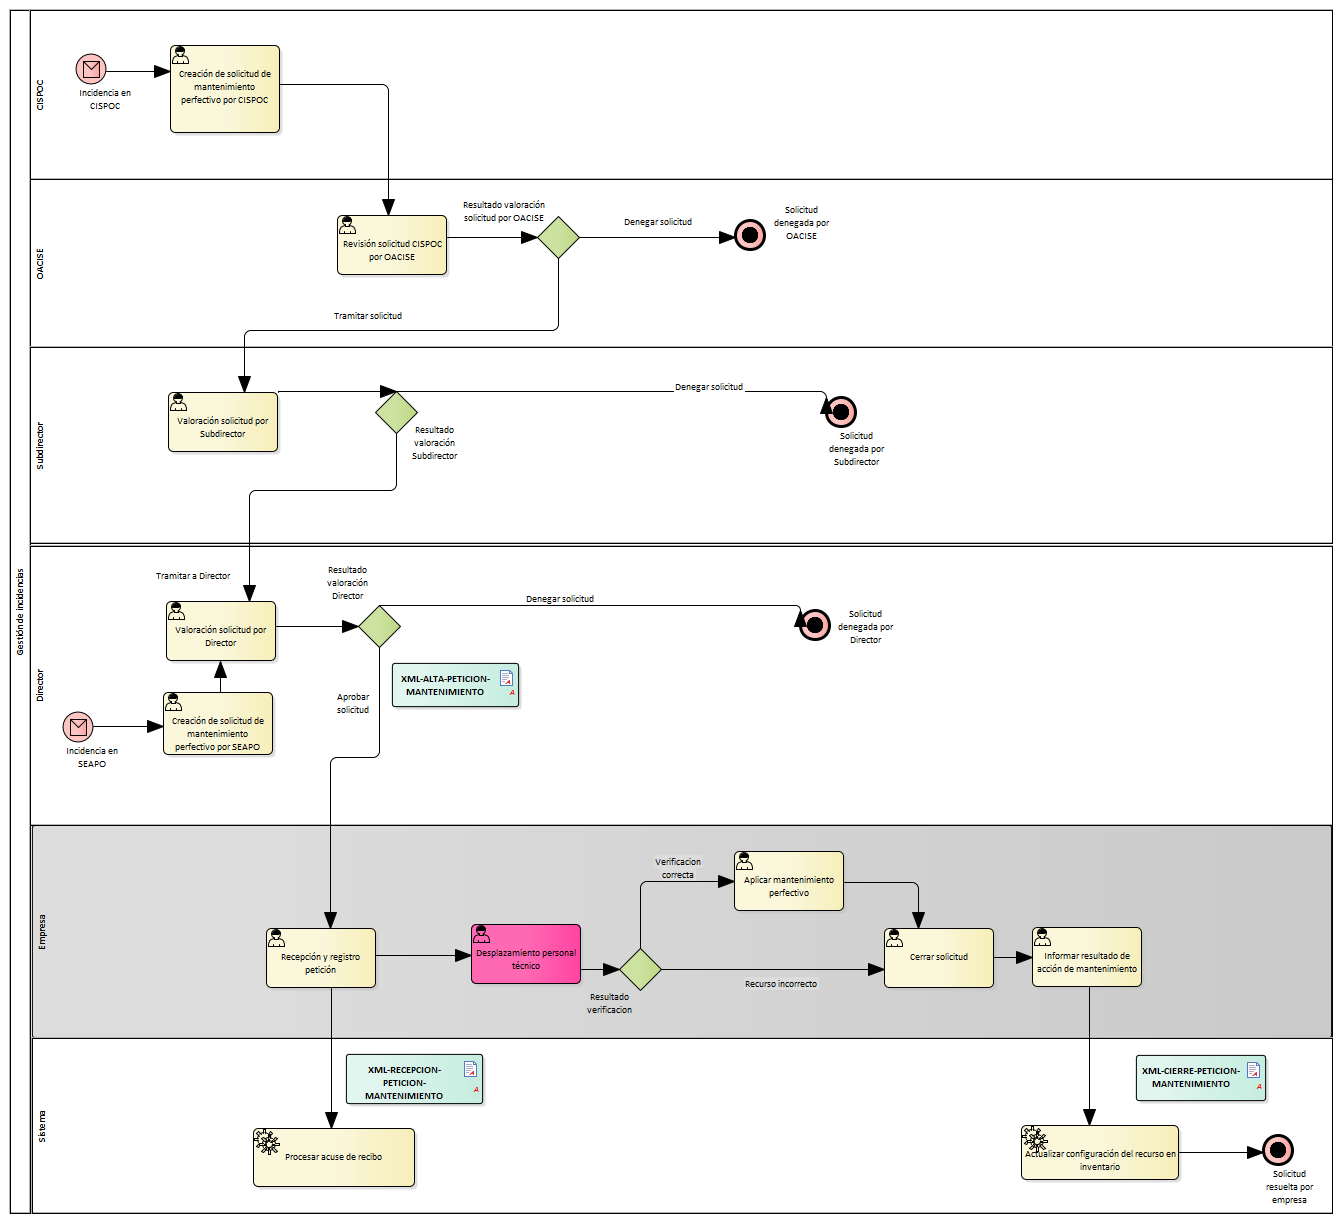 Gestión de incidencias
CISPOC
Incidencia en
CISPOC
Creación de solicitud de
mantenimiento
perfectivo por CISPOC
OACISE
Revisión solicitud CISPOC
por OACISE
Resultado valoración
solicitud por OACISE
Denegar solicitud
Solicitud
denegada por
OACISE
Tramitar solicitud
Subdirector
Valoración solicitud por
Subdirector
Resultado
valoración
Subdirector
Denegar solicitud
Solicitud
denegada por
Subdirector
Director
Tramitar a Director
Valoración solicitud por
Director
Resultado
valoración
Director
Denegar solicitud
Solicitud
denegada por
Director
Aprobar
solicitud
XML-ALTA-PETICION-
MANTENIMIENTO
A
Incidencia en
SEAPO
Creación de solicitud de
mantenimiento
perfectivo por SEAPO
Empresa
Recepción y registro
petición
Desplazamiento personal
técnico
Resultado
verificacion
Verificacion
correcta
Aplicar mantenimiento
perfectivo
Recurso incorrecto
Cerrar solicitud
Informar resultado de
acción de mantenimiento
Sistema
XML-RECEPCION-
PETICION-
MANTENIMIENTO
A
Procesar acuse de recibo
XML-CIERRE-PETICION-
MANTENIMIENTO
A
Actualizar configuración del recurso en
inventario
Solicitud
resuelta por
empresa